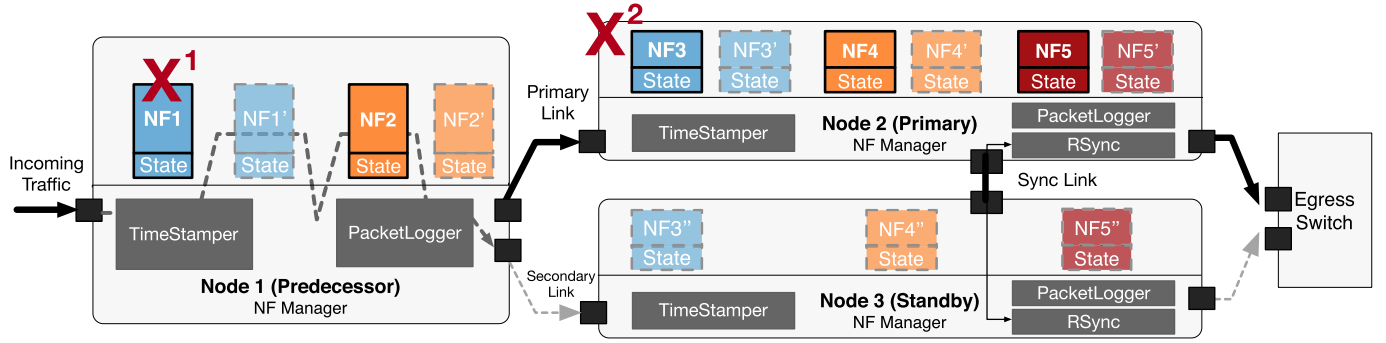 Incoming
Traffic
X 1
NF1
State
NF1’
State
NF2
State
NF2’
State
TimeStamper
PacketLogger
Node 1 (Predecessor)
NF Manager
Primary
Link
Secondary
Link
X 2
NF3
State
NF3’
State
NF4
State
NF4’
State
NF5
State
NF5’
State
TimeStamper
Node 2 (Primary)
NF Manager
PacketLogger
RSync
Sync Link
NF3’’
State
NF4’’
State
NF5’’
State
TimeStamper
Node 3 (Standby)
NF Manager
PacketLogger
RSync
Egress
Switch